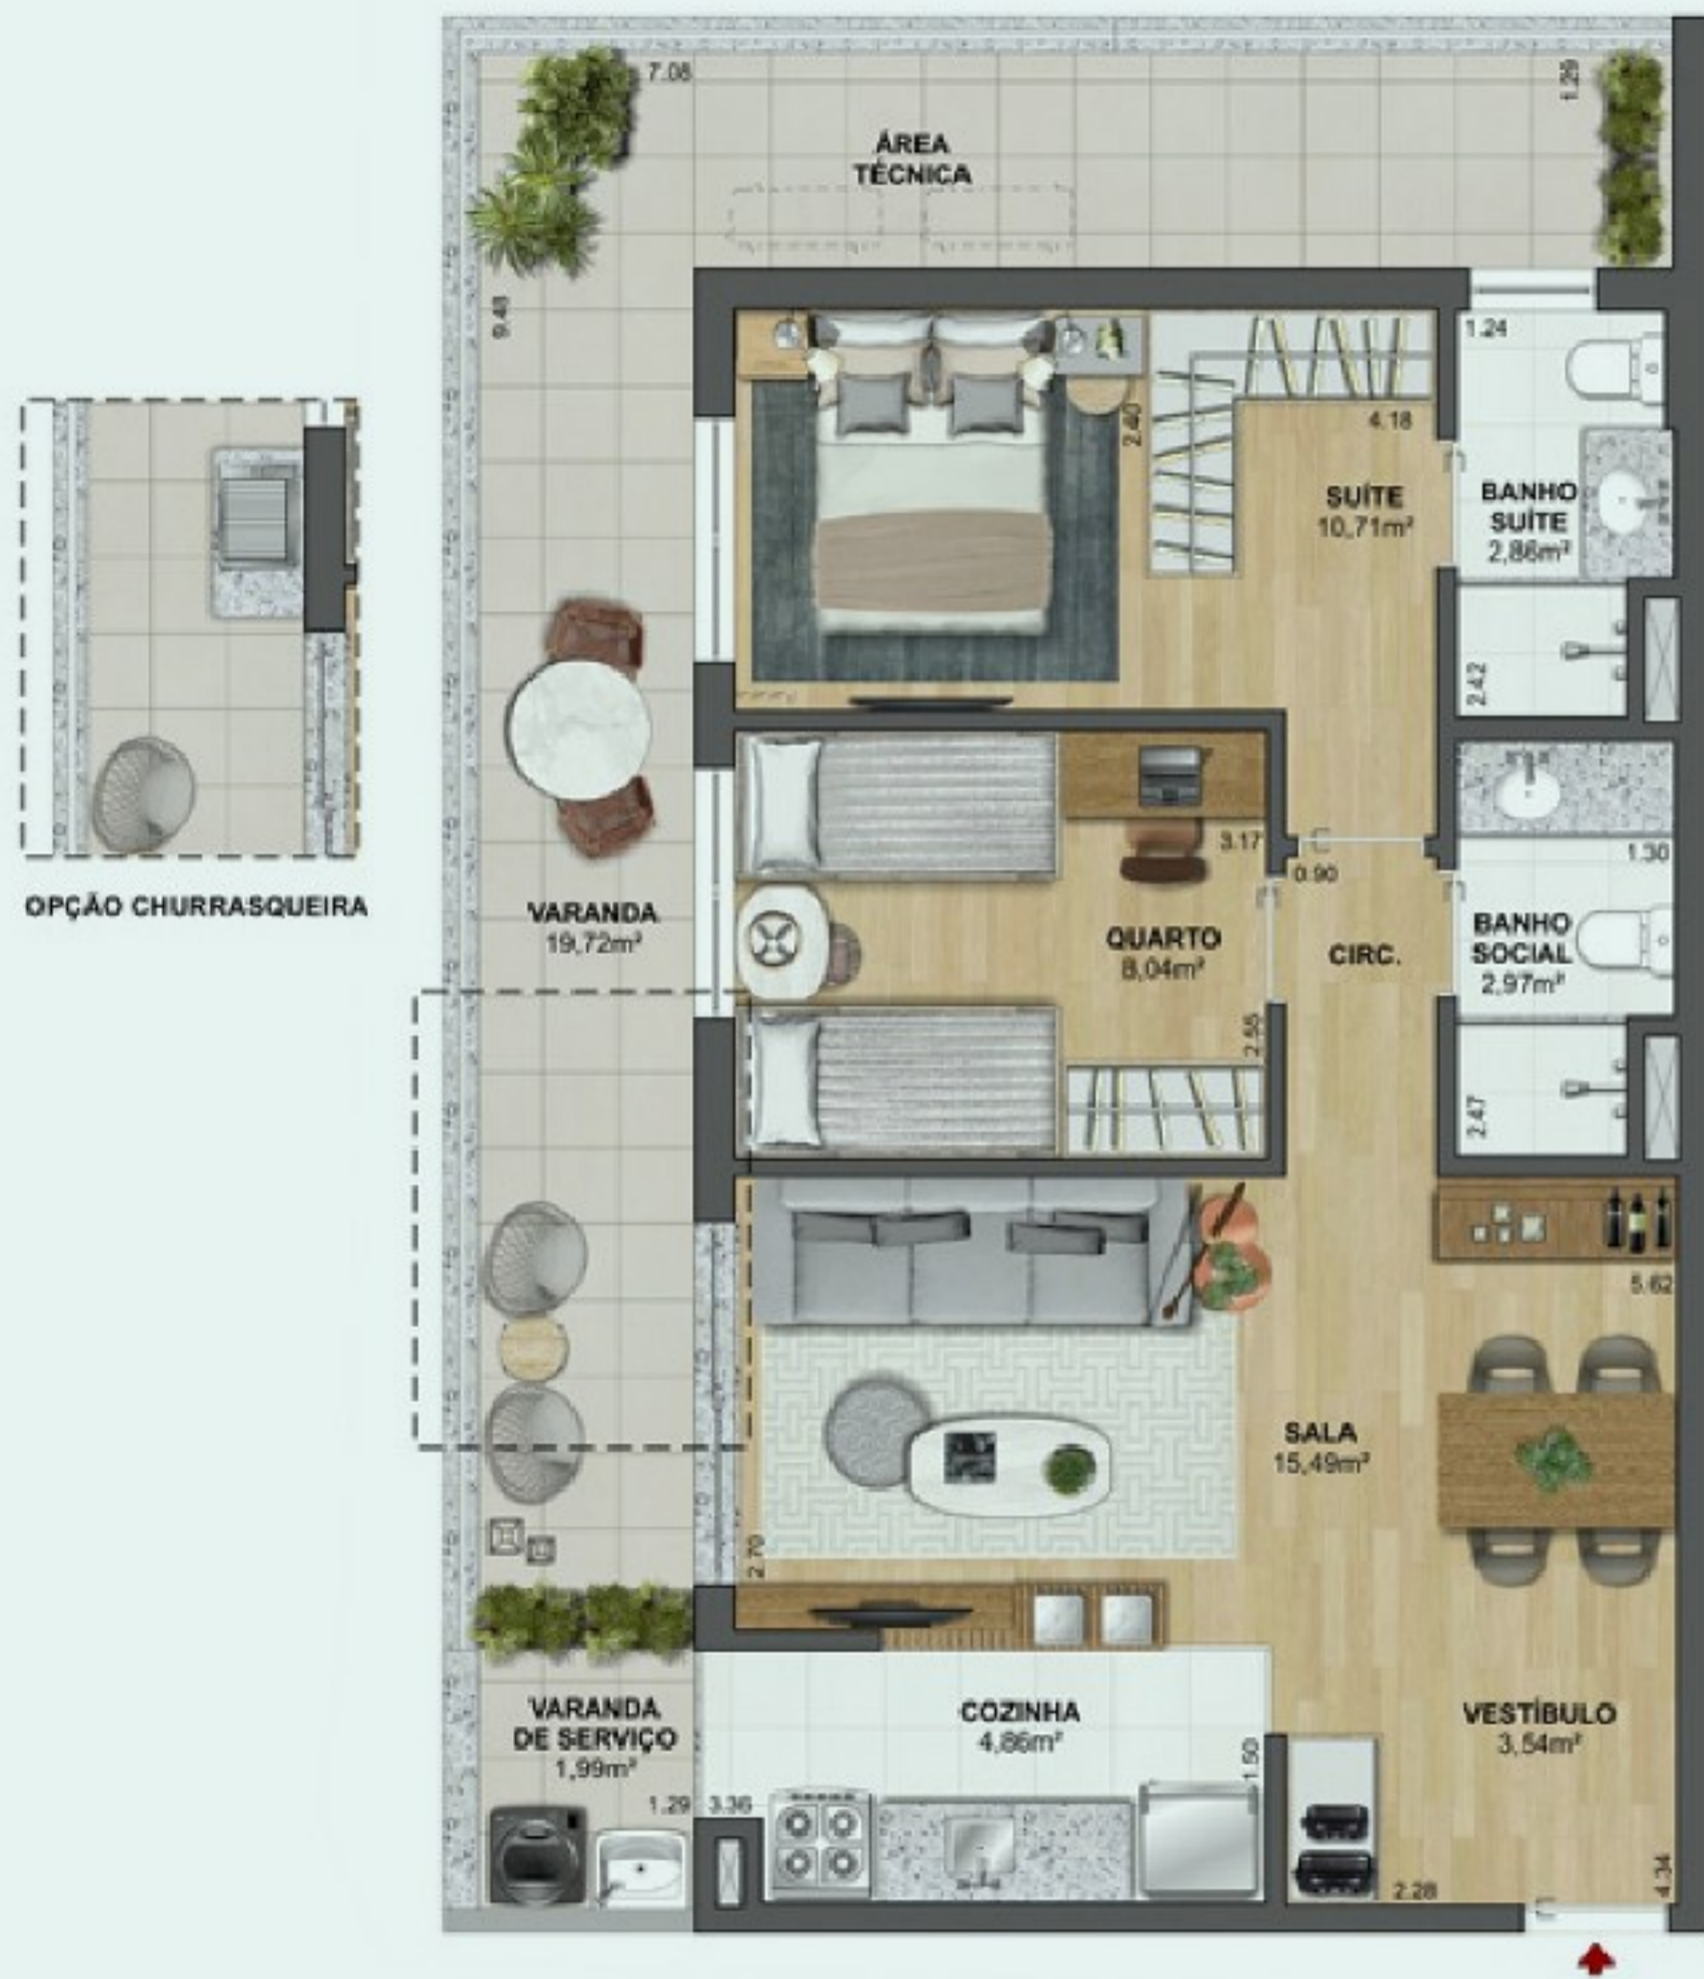 7.08
1.29
ÁREA
TÉCNICA
9.48
1.24
2.40
4.18
SUÍTE
10,71m²
BANHO
SUÍTE
2,86m²
2.42
3.17
0.90
1.30
OPÇÃO CHURRASQUEIRA
VARANDA
19,72m²
QUARTO
8,04m²
CIRC.
BANHO
SOCIAL
2,97m²
2.55
2.47
5.62
SALA
15,49m²
2.70
VARANDA
DE SERVIÇO
1,99m²
COZINHA
4,86m²
VESTÍBULO
3,54m²
1.50
1.29
3.36
2.28
4.34